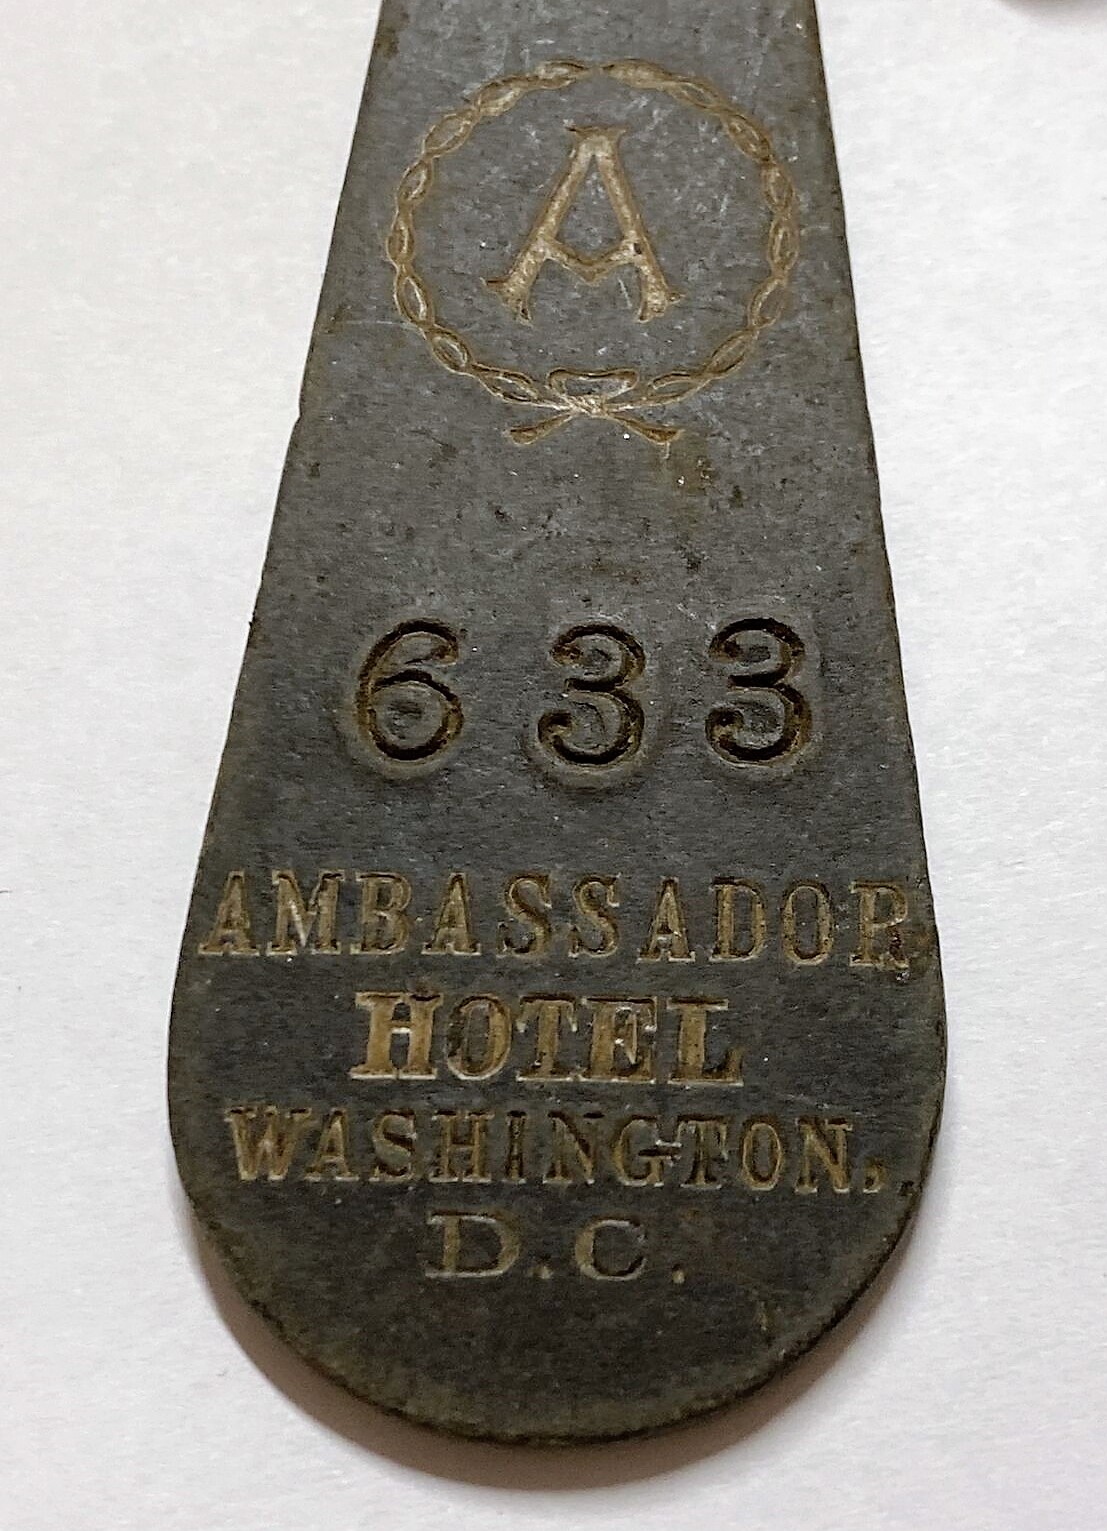 A
633
AMBASSADOR
HOTEL
WASHINGTON,
D.C.